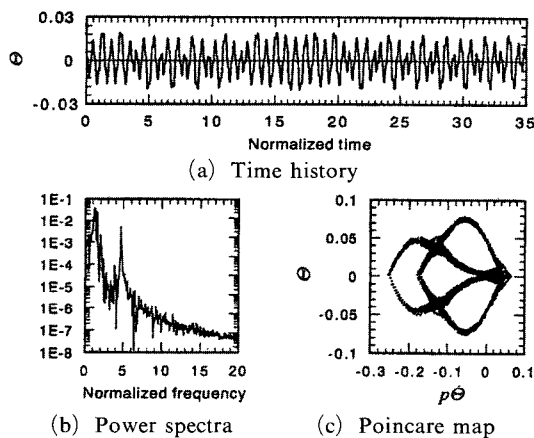 0.03
Θ
0
-0.03
0 5 10 15 20 25 30 35
Normalized time
(a) Time history
1E-1
1E-2
1E-3
1E-4
1E-5
1E-6
1E-7
1E-8
0 5 10 15 20
Normalized frequency
(b) Power spectra
0.1
0.05
Θ
0
-0.05
-0.1
-0.3 -0.2 -0.1 0 0.1
pΘ̇
(c) Poincare map